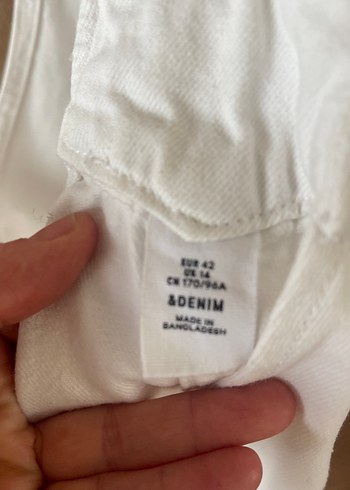 EUR 42
UK 14
CN 170/96A
&DENIM
MADE IN
BANGLADESH